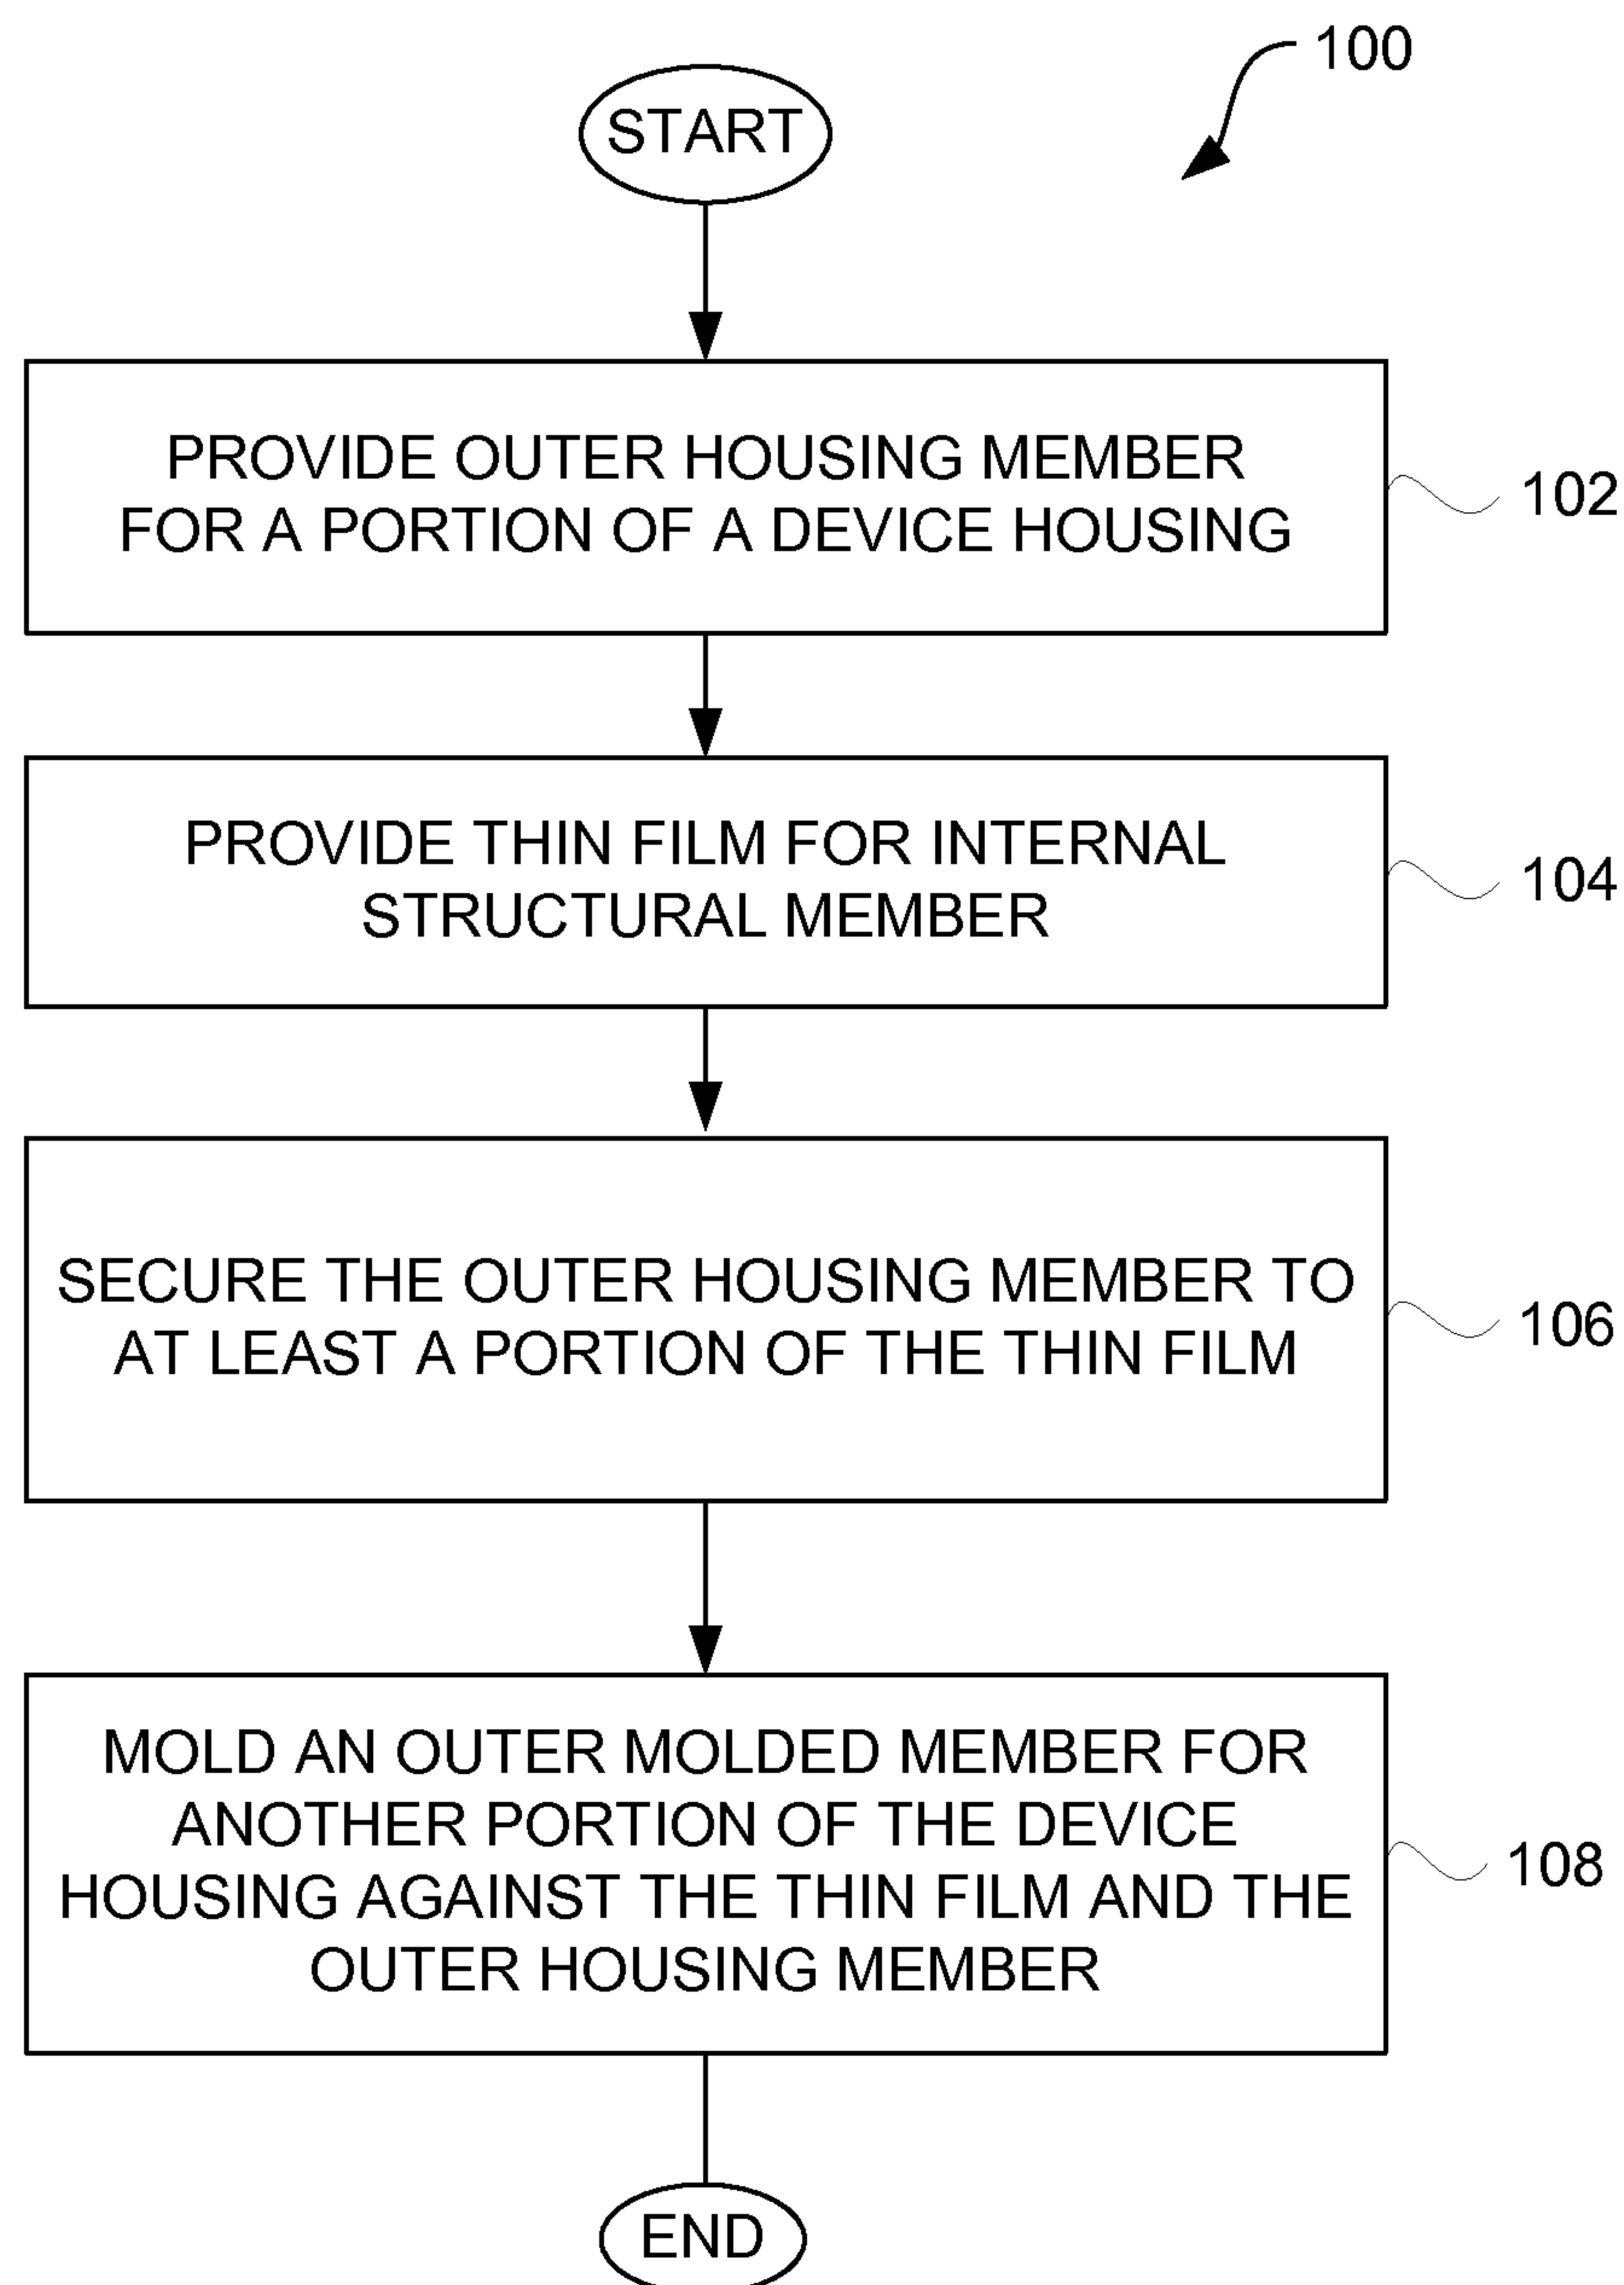 100
START
PROVIDE OUTER HOUSING MEMBER
FOR A PORTION OF A DEVICE HOUSING
102
PROVIDE THIN FILM FOR INTERNAL
STRUCTURAL MEMBER
104
SECURE THE OUTER HOUSING MEMBER TO
AT LEAST A PORTION OF THE THIN FILM
106
MOLD AN OUTER MOLDED MEMBER FOR
ANOTHER PORTION OF THE DEVICE
HOUSING AGAINST THE THIN FILM AND THE
OUTER HOUSING MEMBER
108
END